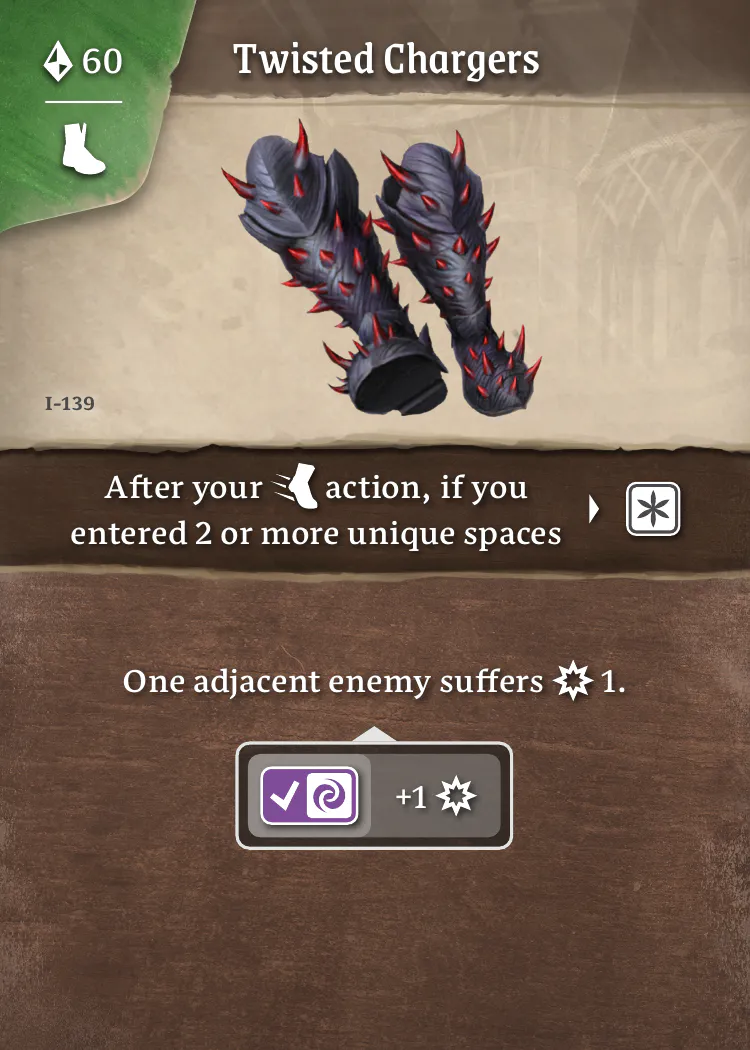 60
Twisted Chargers
I-139
After your action, if you
entered 2 or more unique spaces
One adjacent enemy suffers 1.
+1